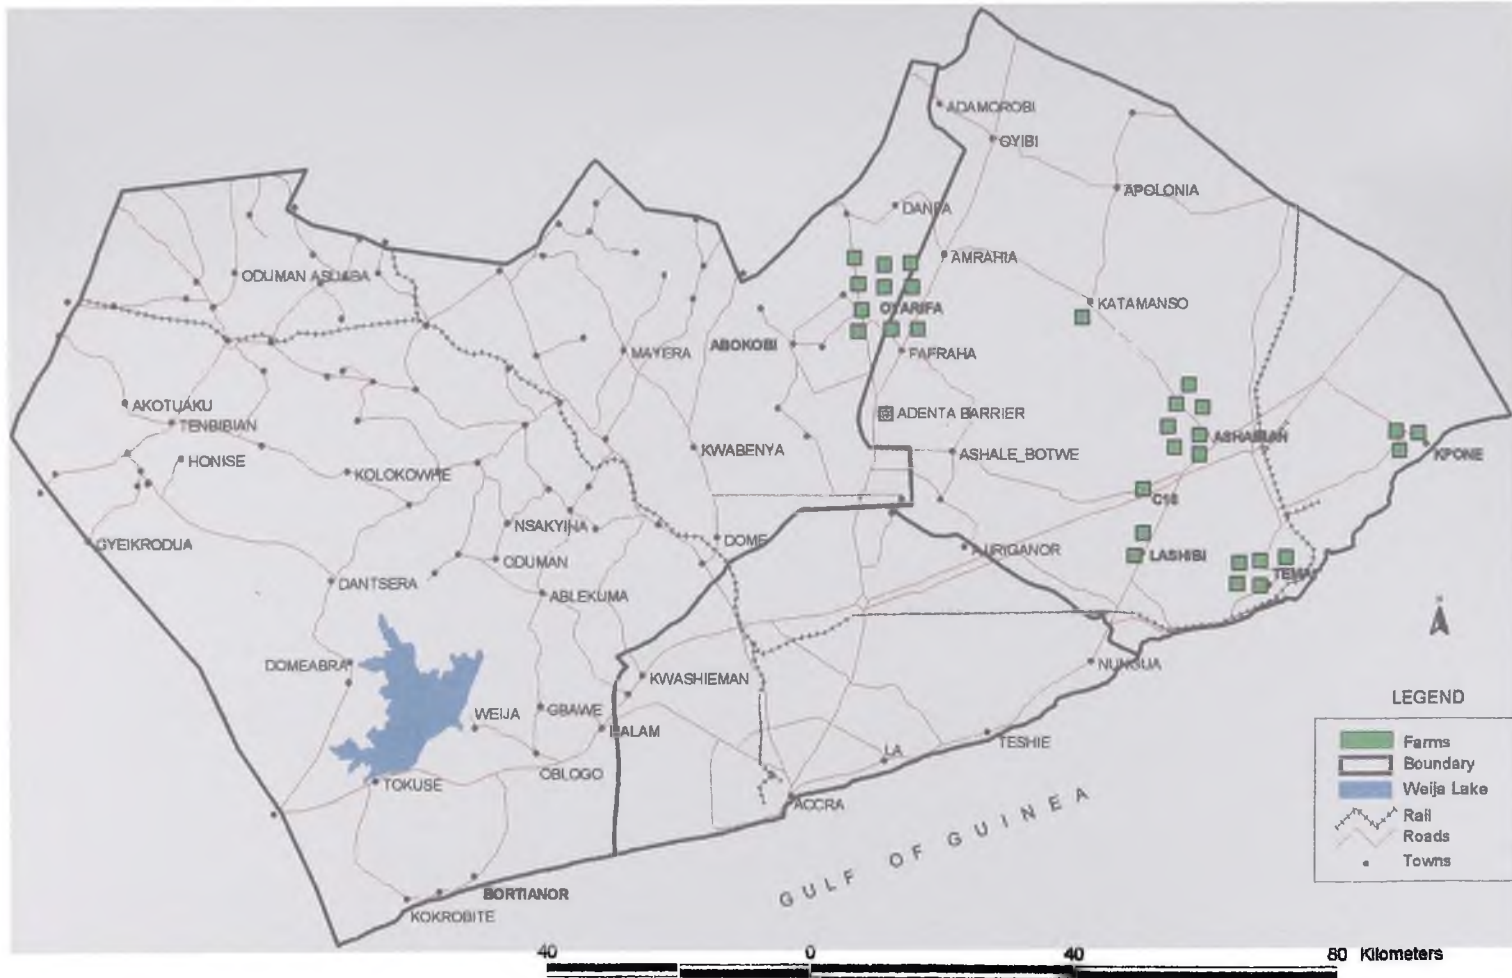 ADAMOROBI
OYIBI
APOLONIA
DANFA
AMRAHIA
ODUMAN ASUABA
KATAMANSO
OYARIFA
ABOKOBI
MAYERA
FAFRAHA
AKOTUAKU
ADENTA BARRIER
TENBIBIAN
ASHAIMAN
KWABENYA
ASHALE_BOTWE
KPONE
HONISE
KOLOKOWHE
C18
NSAKYINA
DOME
GYEIKRODUA
AURIGANOR
LASHIBI
ODUMAN
TEMA
DANTSERA
ABLEKUMA
DOMEABRA
NUNGUA
KWASHIEMAN
LEGEND
WEIJA
GBAWE
MALAM
TESHIE
Farms
LA
Boundary
OBLOGO
TOKUSE
Weija Lake
ACCRA
Rail
Roads
GULF OF GUINEA
Towns
BORTIANOR
KOKROBITE
N
40 0 40 80 Kilometers